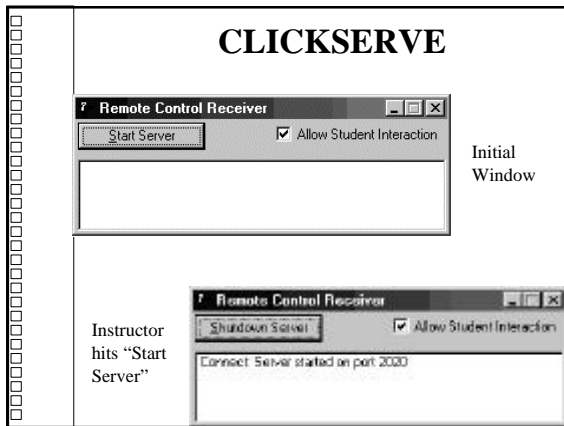 CLICKSERVE
Remote Control Receiver
Start Server
Allow Student Interaction
Initial
Window
Remote Control Receiver
Shutdown Server
Allow Student Interaction
Instructor
hits “Start
Server”
Connect Server started on port 2020